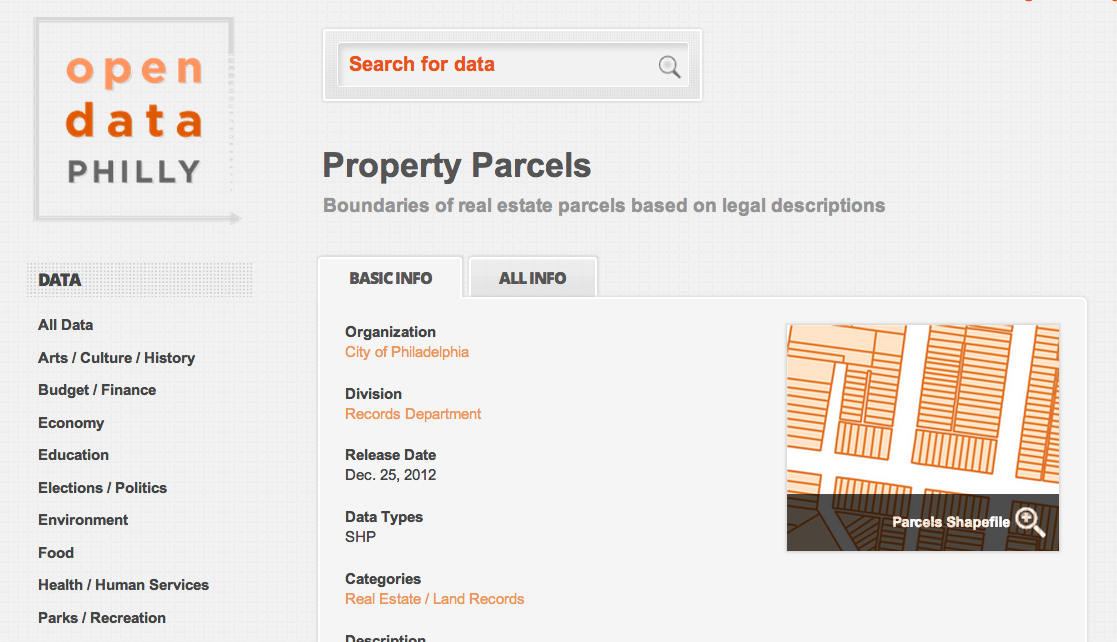 open
data
PHILLY
Search for data
Property Parcels
Boundaries of real estate parcels based on legal descriptions
DATA
All Data
Arts / Culture / History
Budget / Finance
Economy
Education
Elections / Politics
Environment
Food
Health / Human Services
Parks / Recreation
BASIC INFO
ALL INFO
Organization
City of Philadelphia
Division
Records Department
Release Date
Dec. 25, 2012
Data Types
SHP
Categories
Real Estate / Land Records
Description
Parcels Shapefile